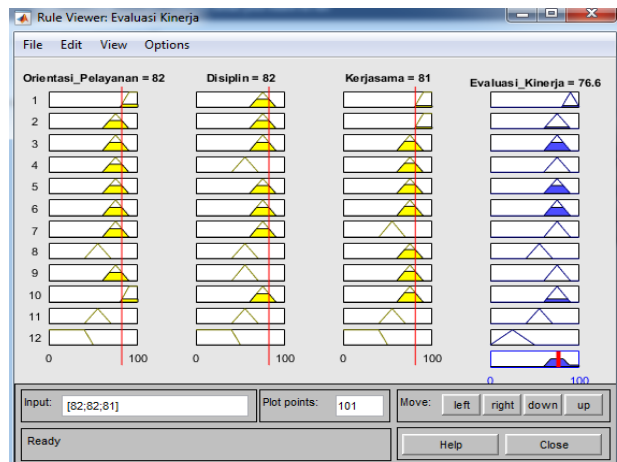 Rule Viewer: Evaluasi Kinerja
File Edit View Options
Orientasi_Pelayanan = 82 Disiplin = 82 Kerjasama = 81 Evaluasi_Kinerja = 76.6
1
2
3
4
5
6
7
8
9
10
11
12
0 100 0 100 0 100
0 100
Input: [82;82;81] Plot points: 101 Move: left right down up
Ready Help Close